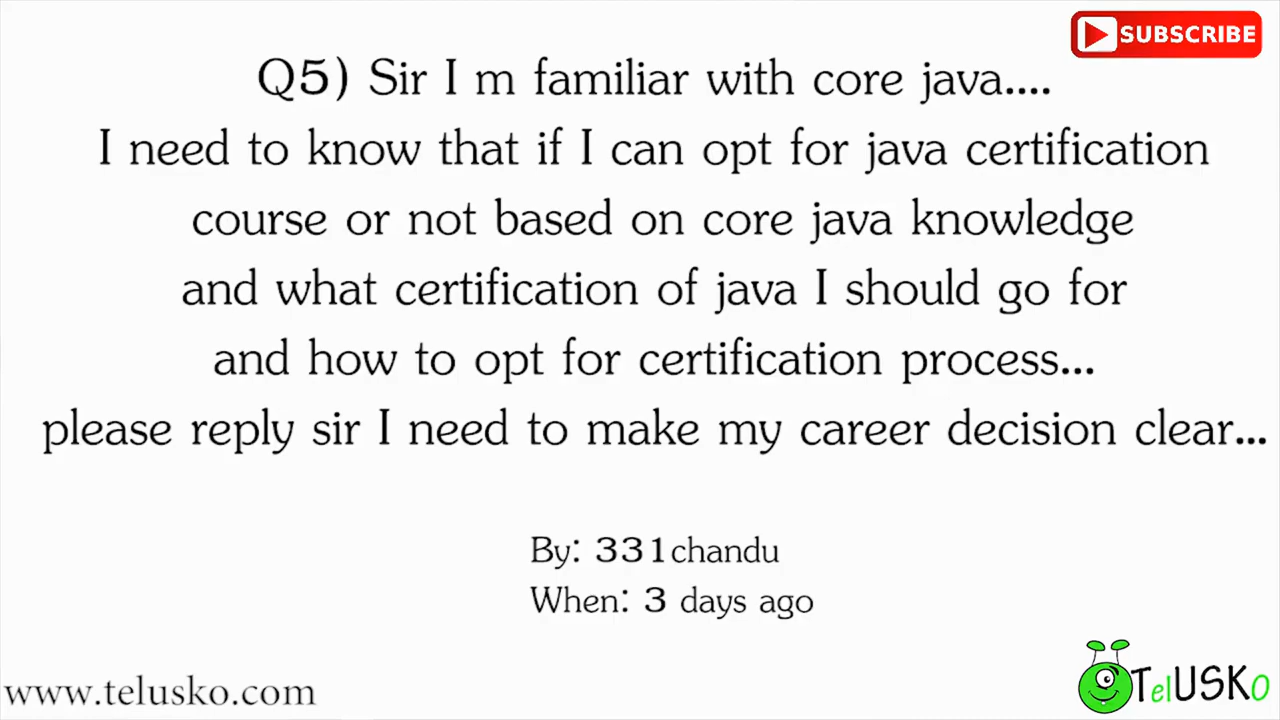 SUBSCRIBE
Q5) Sir I m familiar with core java....
I need to know that if I can opt for java certification
course or not based on core java knowledge
and what certification of java I should go for
and how to opt for certification process...
please reply sir I need to make my career decision clear...
By: 331chandu
When: 3 days ago
www.telusko.com
TelUSKo